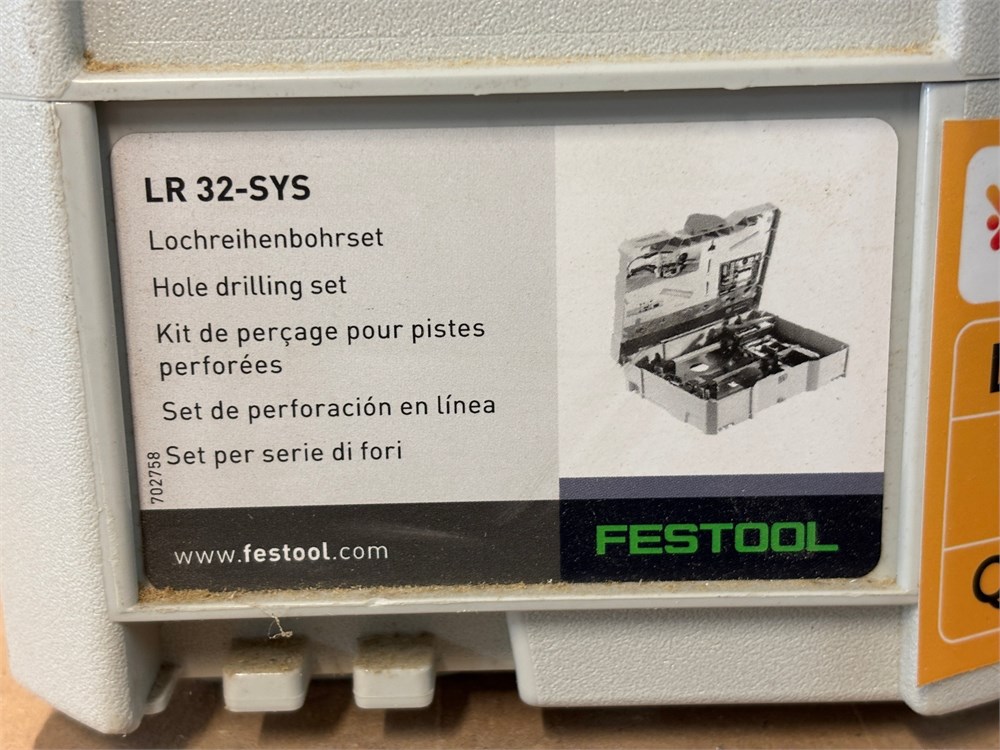 LR 32-SYS
Lochreihenbohrset
Hole drilling set
Kit de perçage pour pistes
perforées
Set de perforación en línea
Set per serie di fori
702758
www.festool.com
FESTOOL